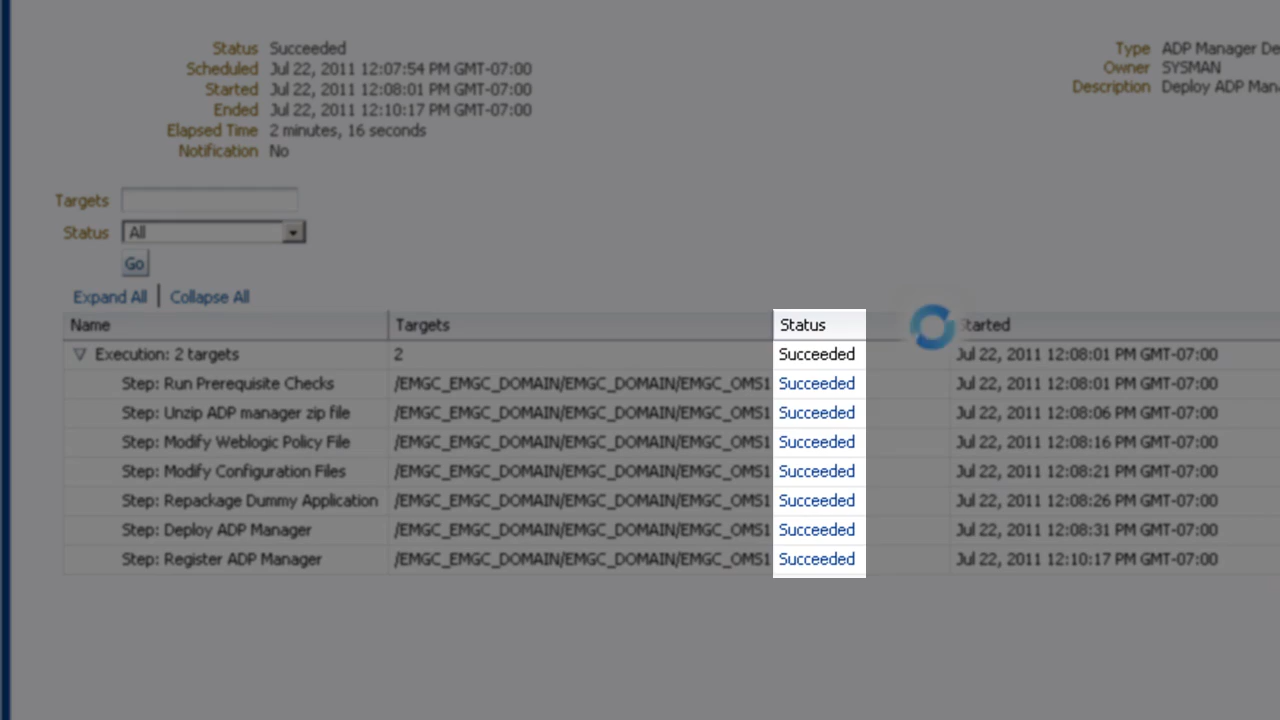 Status Succeeded
Scheduled Jul 22, 2011 12:07:54 PM GMT-07:00
Started Jul 22, 2011 12:08:01 PM GMT-07:00
Ended Jul 22, 2011 12:10:17 PM GMT-07:00
Elapsed Time 2 minutes, 16 seconds
Notification No
Type ADP Manager De
Owner SYSMAN
Description Deploy ADP Man
Targets
Status All
Go
Expand All | Collapse All
Name Targets Status Started
Execution: 2 targets 2 Succeeded Jul 22, 2011 12:08:01 PM GMT-07:00
Step: Run Prerequisite Checks /EMGC_EMGC_DOMAIN/EMGC_DOMAIN/EMGC_OMS1 Succeeded Jul 22, 2011 12:08:01 PM GMT-07:00
Step: Unzip ADP manager zip file /EMGC_EMGC_DOMAIN/EMGC_DOMAIN/EMGC_OMS1 Succeeded Jul 22, 2011 12:08:06 PM GMT-07:00
Step: Modify Weblogic Policy File /EMGC_EMGC_DOMAIN/EMGC_DOMAIN/EMGC_OMS1 Succeeded Jul 22, 2011 12:08:16 PM GMT-07:00
Step: Modify Configuration Files /EMGC_EMGC_DOMAIN/EMGC_DOMAIN/EMGC_OMS1 Succeeded Jul 22, 2011 12:08:21 PM GMT-07:00
Step: Repackage Dummy Application /EMGC_EMGC_DOMAIN/EMGC_DOMAIN/EMGC_OMS1 Succeeded Jul 22, 2011 12:08:26 PM GMT-07:00
Step: Deploy ADP Manager /EMGC_EMGC_DOMAIN/EMGC_DOMAIN/EMGC_OMS1 Succeeded Jul 22, 2011 12:08:31 PM GMT-07:00
Step: Register ADP Manager /EMGC_EMGC_DOMAIN/EMGC_DOMAIN/EMGC_OMS1 Succeeded Jul 22, 2011 12:10:17 PM GMT-07:00